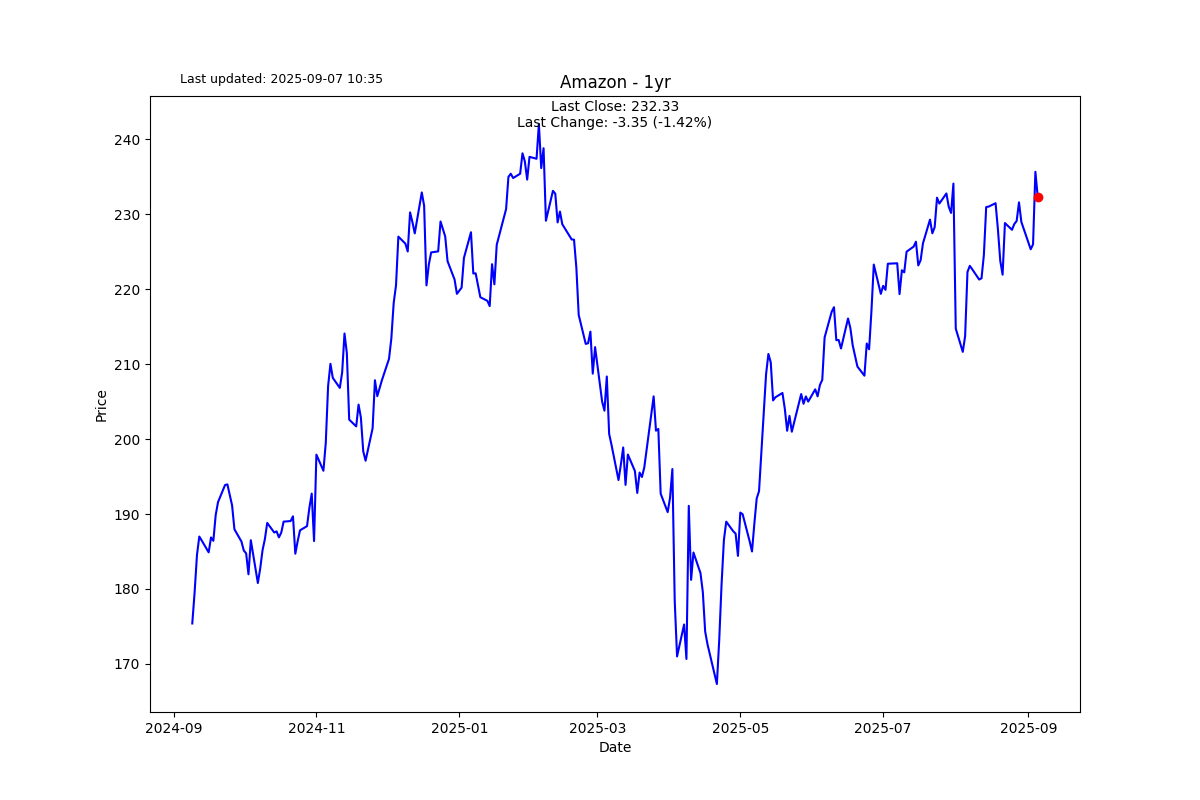 Last updated: 2025-09-07 10:35
Amazon - 1yr
Last Close: 232.33
Last Change: -3.35 (-1.42%)
240
230
220
210
200
190
180
170
Price
2024-09
2024-11
2025-01
2025-03
2025-05
2025-07
2025-09
Date